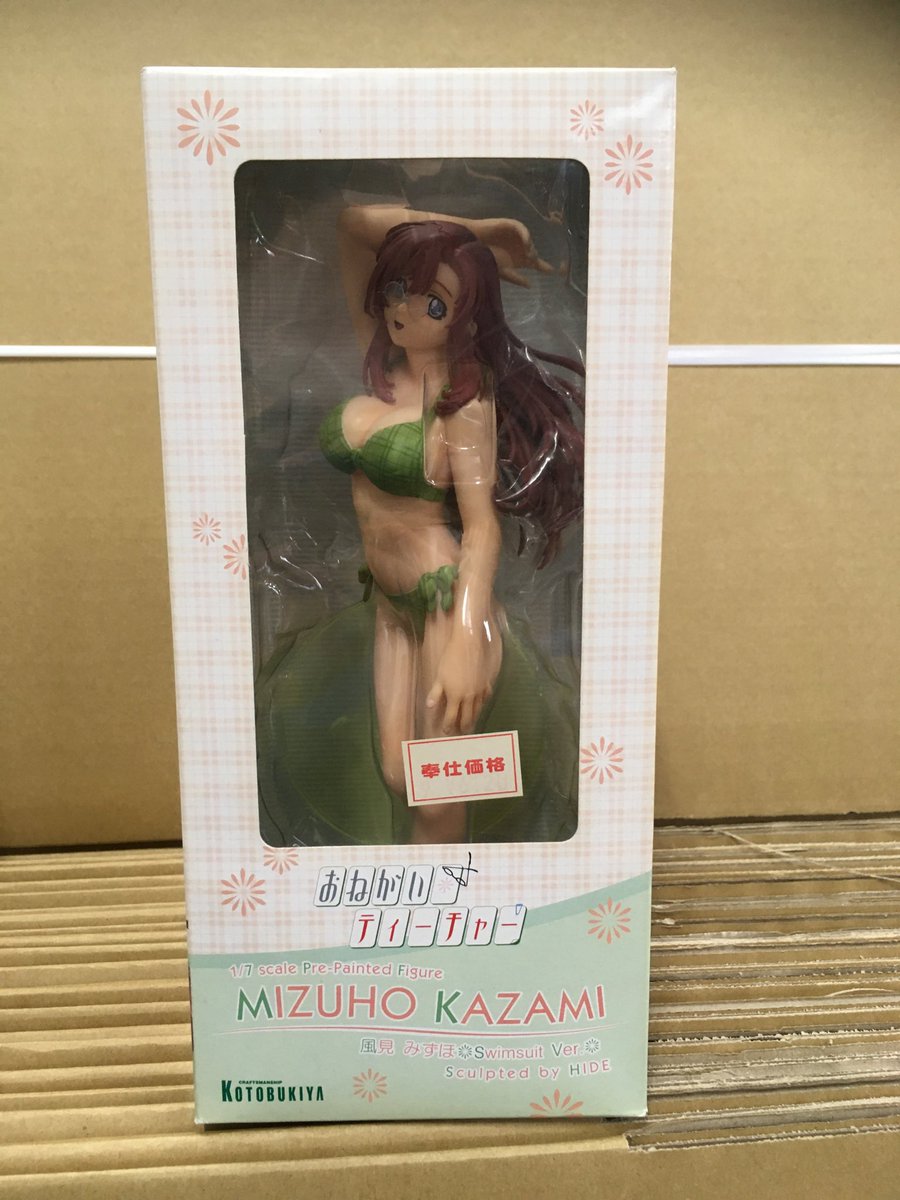 奉仕価格
おねがい
ティーチャー
1/7 scale Pre-Painted Figure
MIZUHO KAZAMI
風見 みずほ Swimsuit Ver.
Sculpted by HIDE
CRAFTSMANSHIP
KOTOBUKIYA